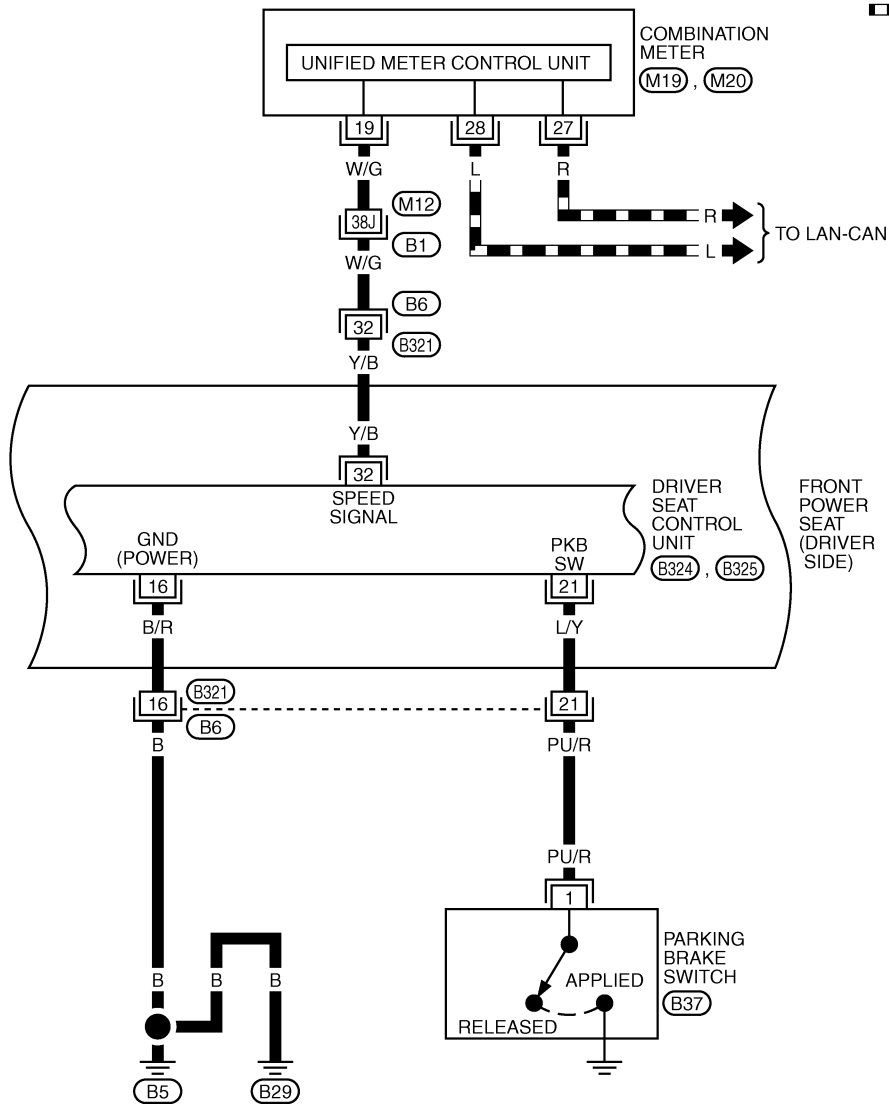 COMBINATION
METER
M19 , M20
UNIFIED METER CONTROL UNIT
19 28 27
W/G L R
M12
38J
B1
R
L
TO LAN-CAN
W/G
B6
32
B321
Y/B
Y/B
32
SPEED
SIGNAL
DRIVER
SEAT
CONTROL
UNIT
B324 , B325
FRONT
POWER
SEAT
(DRIVER
SIDE)
GND
(POWER)
PKB
SW
16 21
B/R L/Y
B321
16 21
B6
B PU/R
PU/R
1
PARKING
BRAKE
SWITCH
B37
APPLIED
RELEASED
B B B
B5 B29